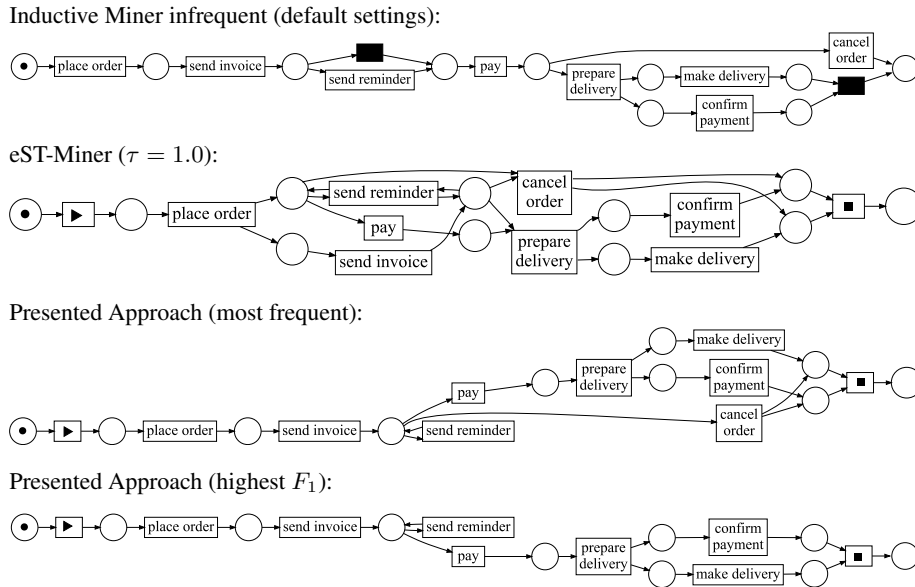 Inductive Miner infrequent (default settings):
place order
send invoice
send reminder
pay
prepare
delivery
make delivery
confirm
payment
cancel
order
eST-Miner (τ = 1.0):
place order
send reminder
pay
send invoice
cancel
order
prepare
delivery
confirm
payment
make delivery
Presented Approach (most frequent):
place order
send invoice
send reminder
pay
prepare
delivery
make delivery
confirm
payment
cancel
order
Presented Approach (highest F₁):
place order
send invoice
send reminder
pay
prepare
delivery
confirm
payment
make delivery